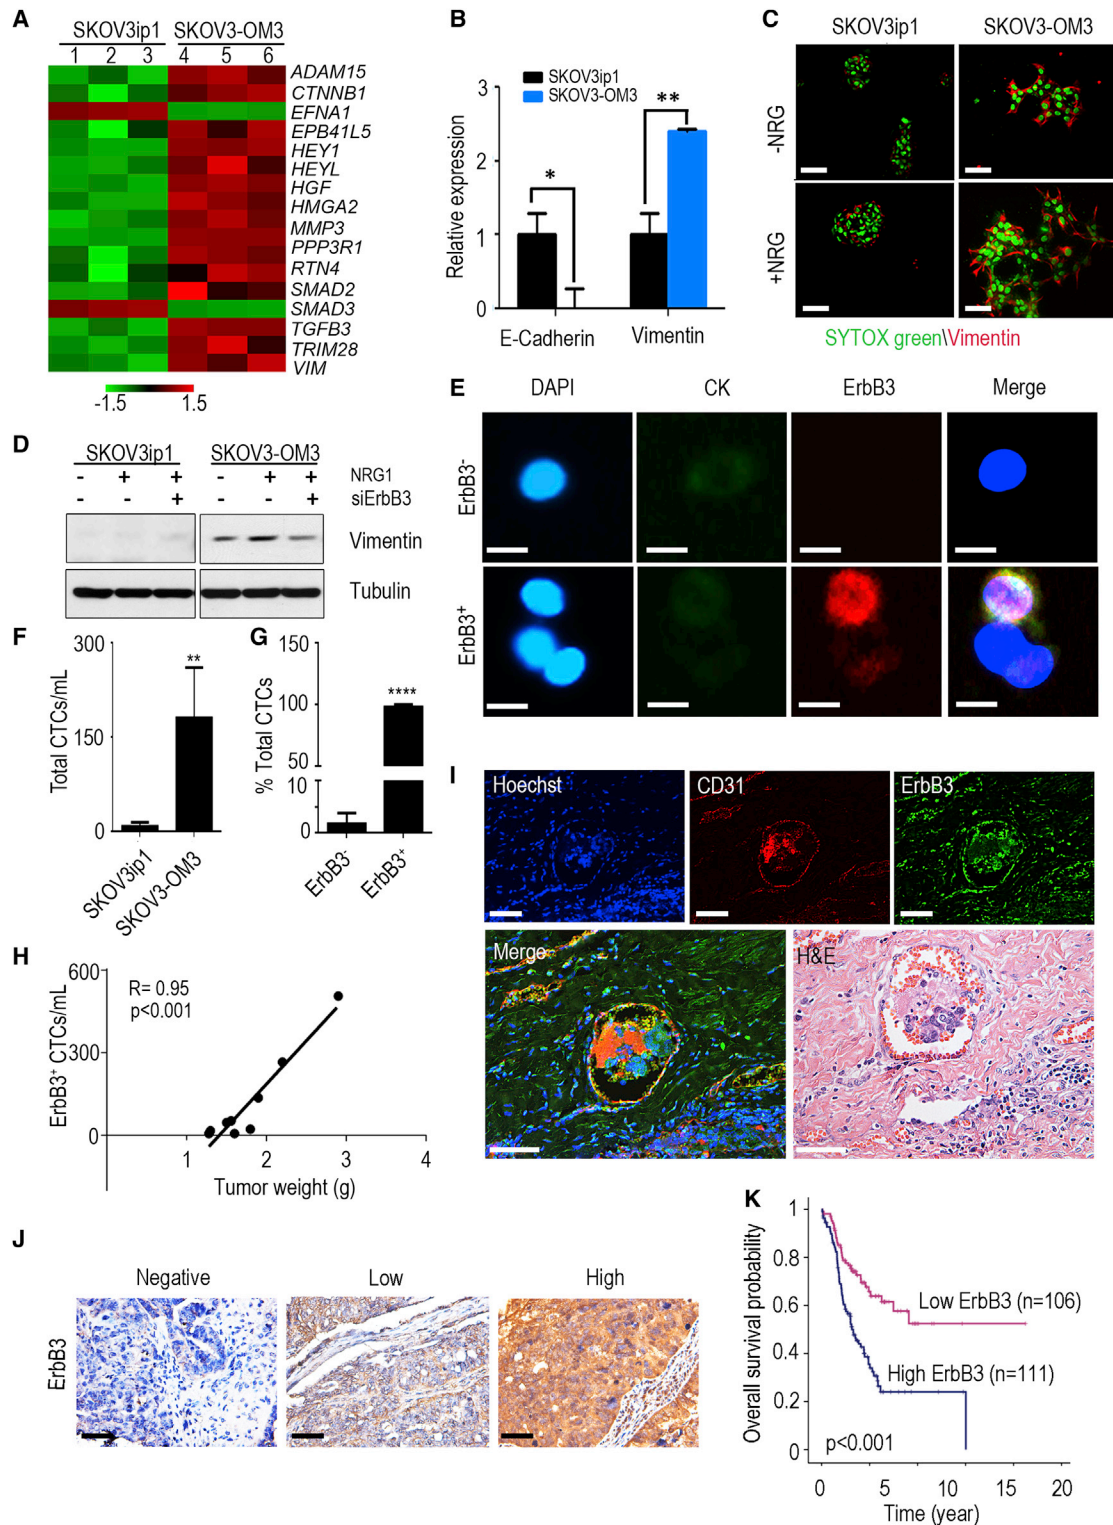 A
SKOV3ip1 SKOV3-OM3
1 2 3 4 5 6
ADAM15
CTNNB1
EFNA1
EPB41L5
HEY1
HEYL
HGF
HMGA2
MMP3
PPP3R1
RTN4
SMAD2
SMAD3
TGFB3
TRIM28
VIM
-1.5 1.5
B
SKOV3ip1
SKOV3-OM3
Relative expression
3
2
1
0
*
**
E-Cadherin Vimentin
C
SKOV3ip1 SKOV3-OM3
-NRG
+NRG
SYTOX green\Vimentin
D
SKOV3ip1 SKOV3-OM3
- + + - + + NRG1
- - + - - + siErbB3
Vimentin
Tubulin
E
DAPI CK ErbB3 Merge
ErbB3-
ErbB3+
F
Total CTCs/mL
300
150
0
**
SKOV3ip1
SKOV3-OM3
G
% Total CTCs
150
100
50
10
0
****
ErbB3-
ErbB3+
H
ErbB3+ CTCs/mL
600
300
0
R= 0.95
p<0.001
1 2 3 4
Tumor weight (g)
I
Hoechst CD31 ErbB3
Merge H&E
J
Negative Low High
ErbB3
K
Overall survival probability
1
0.8
0.6
0.4
0.2
0
Low ErbB3 (n=106)
High ErbB3 (n=111)
p<0.001
0 5 10 15 20
Time (year)